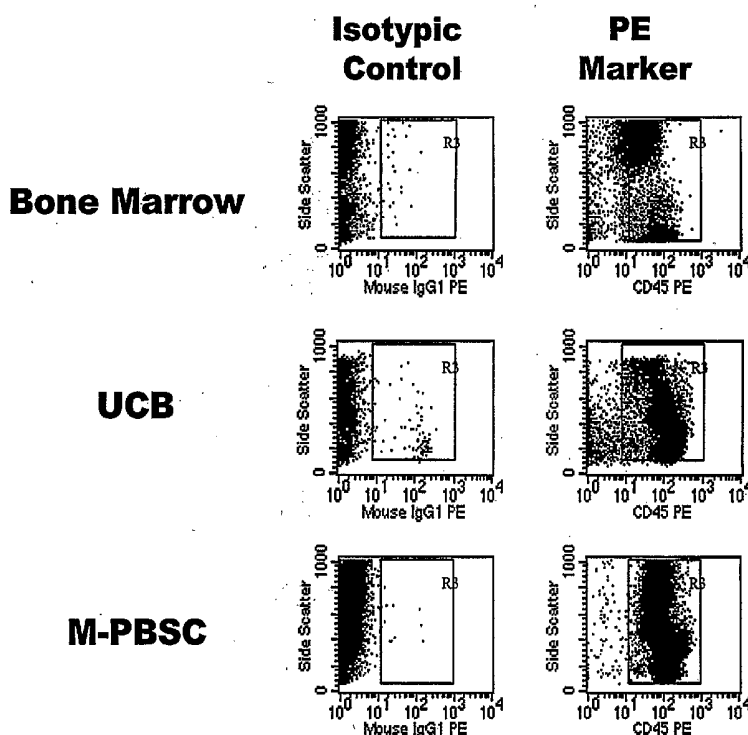 Isotypic Control
PE Marker
Bone Marrow
Side Scatter
0 1000
R3
10^0 10^1 10^2 10^3 10^4
Mouse IgG1 PE
Side Scatter
0 1000
R3
10^0 10^1 10^2 10^3 10^4
CD45 PE
UCB
Side Scatter
0 1000
R3
10^0 10^1 10^2 10^3 10^4
Mouse IgG1 PE
Side Scatter
0 1000
R3
10^0 10^1 10^2 10^3 10^4
CD45 PE
M-PBSC
Side Scatter
0 1000
R3
10^0 10^1 10^2 10^3 10^4
Mouse IgG1 PE
Side Scatter
0 1000
R3
10^0 10^1 10^2 10^3 10^4
CD45 PE